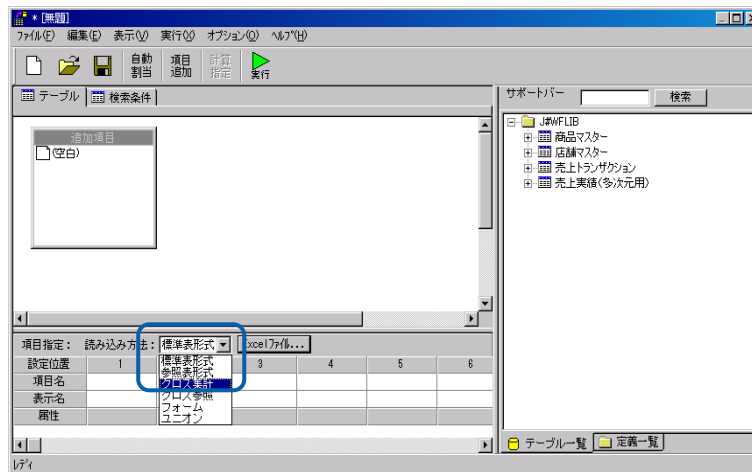 * [無題]
ファイル(F) 編集(E) 表示(V) 実行(X) オプション(O) ヘルプ(H)
自動割当 項目追加 計算指定 実行
テーブル 検索条件
追加項目
(空白)
項目指定： 読み込み方法： 標準表形式 Excelファイル...
設定位置 1 3 4 5 6
項目名
表示名
属性
標準表形式
参照表形式
クロス集計
クロス参照
フォーム
ユニオン
サポートバー 検索
J#WFLIB
商品マスター
店舗マスター
売上トランザクション
売上実績(多次元用)
テーブル一覧 定義一覧
レディ